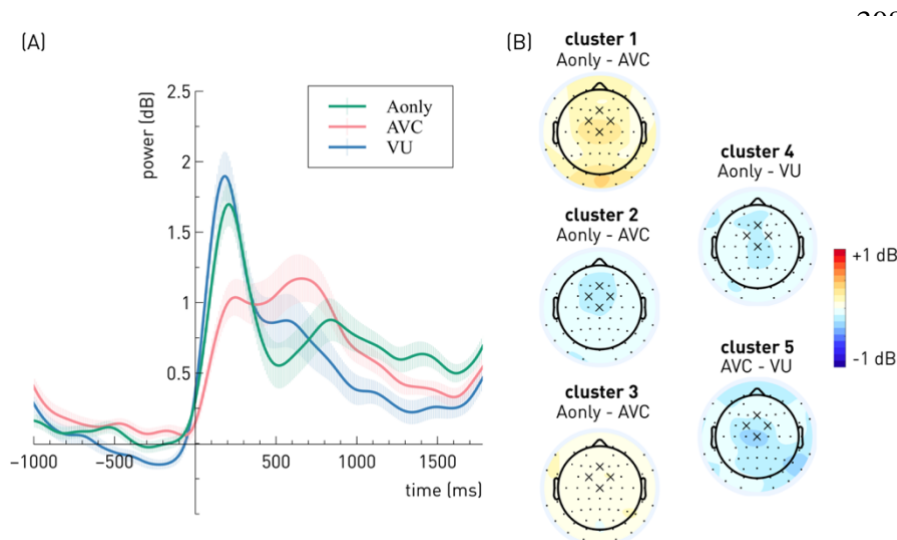 (A)
2.5
2
1.5
1
0.5
power (dB)
Aonly
AVC
VU
−1000
-500
500
1000
1500
time (ms)
(B)
cluster 1
Aonly - AVC
cluster 2
Aonly - AVC
cluster 3
Aonly - AVC
cluster 4
Aonly - VU
cluster 5
AVC - VU
+1 dB
-1 dB